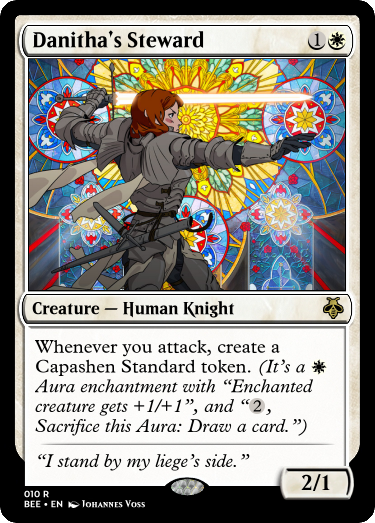 Danitha's Steward 1
Creature — Human Knight
Whenever you attack, create a
Capashen Standard token. (It's a
Aura enchantment with “Enchanted
creature gets +1/+1”, and “2,
Sacrifice this Aura: Draw a card.”)
“I stand by my liege's side.”
2/1
010 R
BEE • EN Johannes Voss